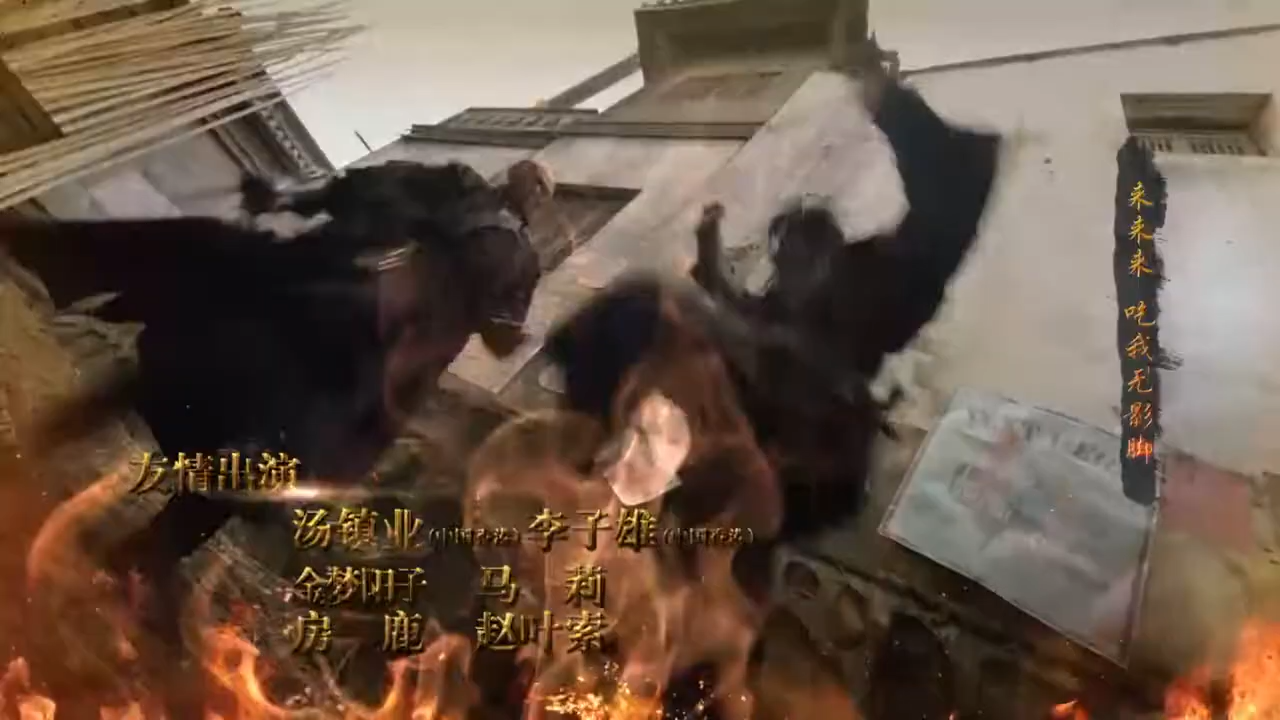 来来来 吃我无影脚
友情出演
汤镇业(中国香港) 李子雄(中国香港)
金梦阳子 马莉
房鹿 赵叶索